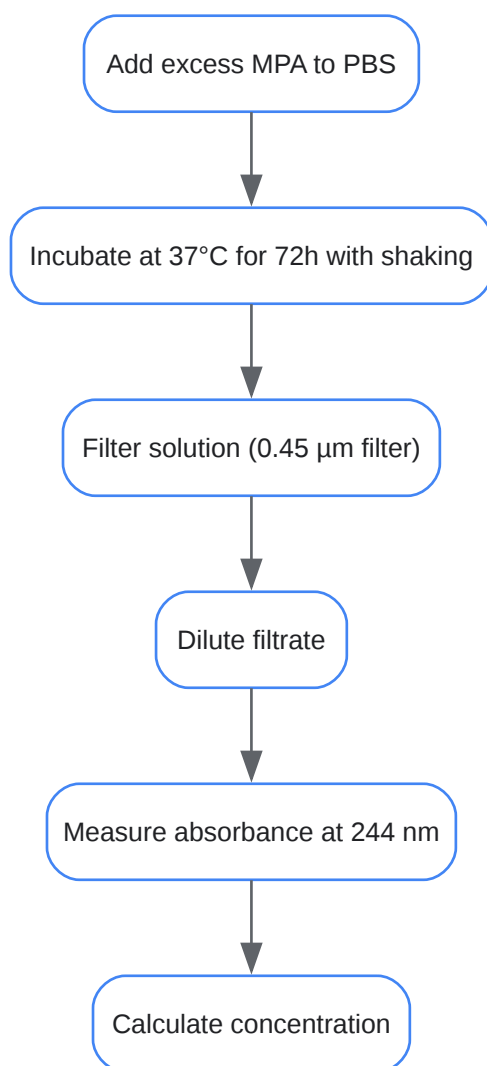 Add excess MPA to PBS
Incubate at 37°C for 72h with shaking
Filter solution (0.45 µm filter)
Dilute filtrate
Measure absorbance at 244 nm
Calculate concentration